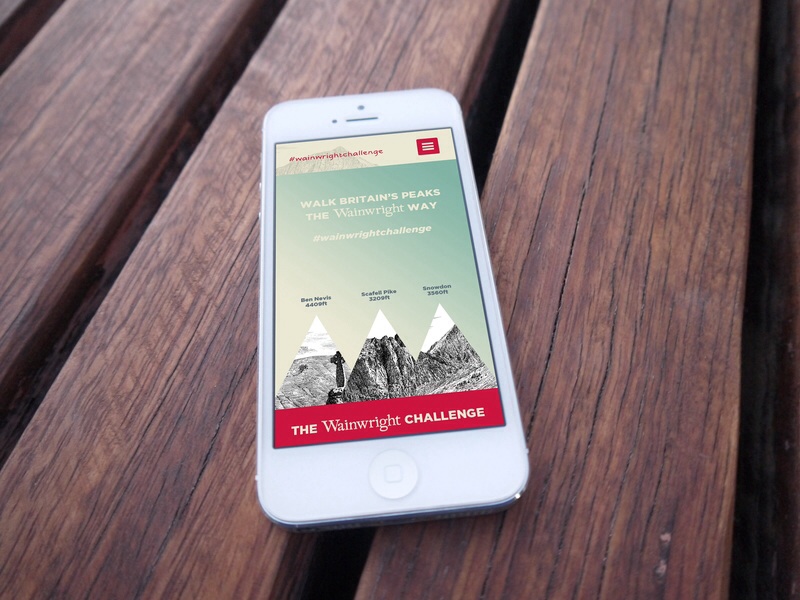 #wainwrightchallenge
WALK BRITAIN'S PEAKS
THE Wainwright WAY
#wainwrightchallenge
Ben Nevis
4409ft
Scafell Pike
3209ft
Snowdon
3560ft
THE Wainwright CHALLENGE